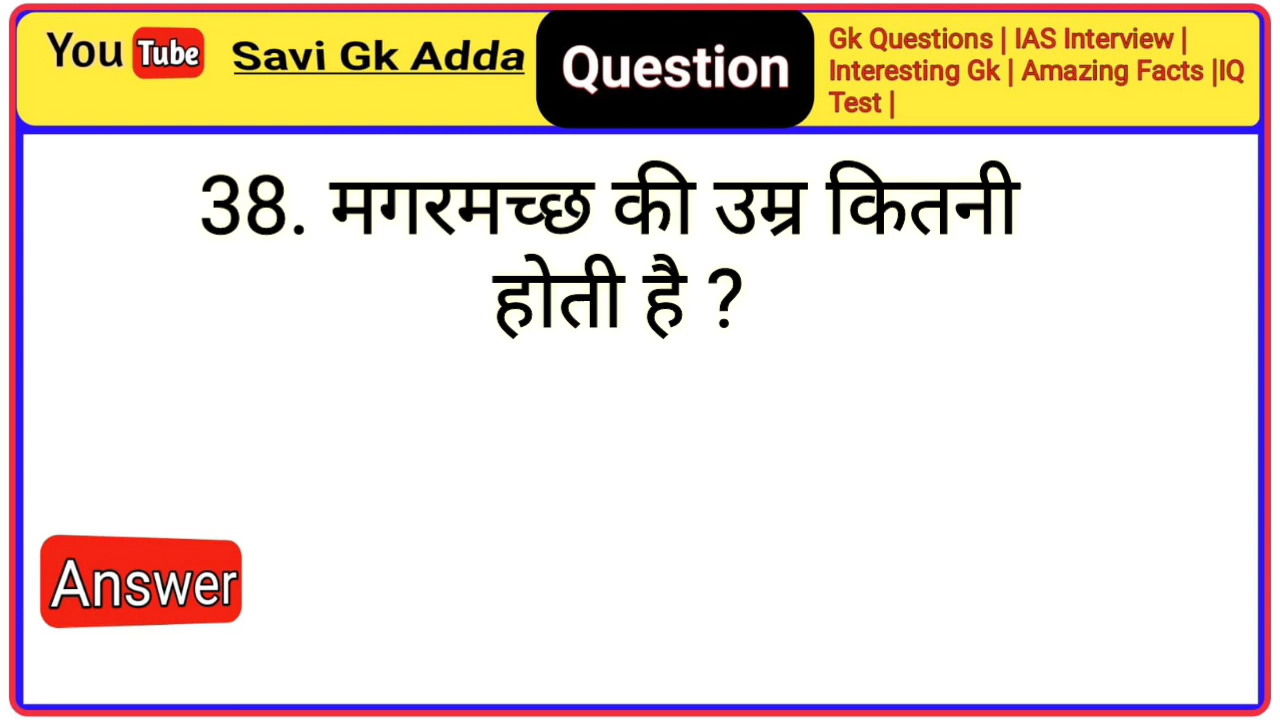 You Tube Savi Gk Adda
Question
Gk Questions | IAS Interview |
Interesting Gk | Amazing Facts |IQ
Test |
38. मगरमच्छ की उम्र कितनी
होती है ?
Answer